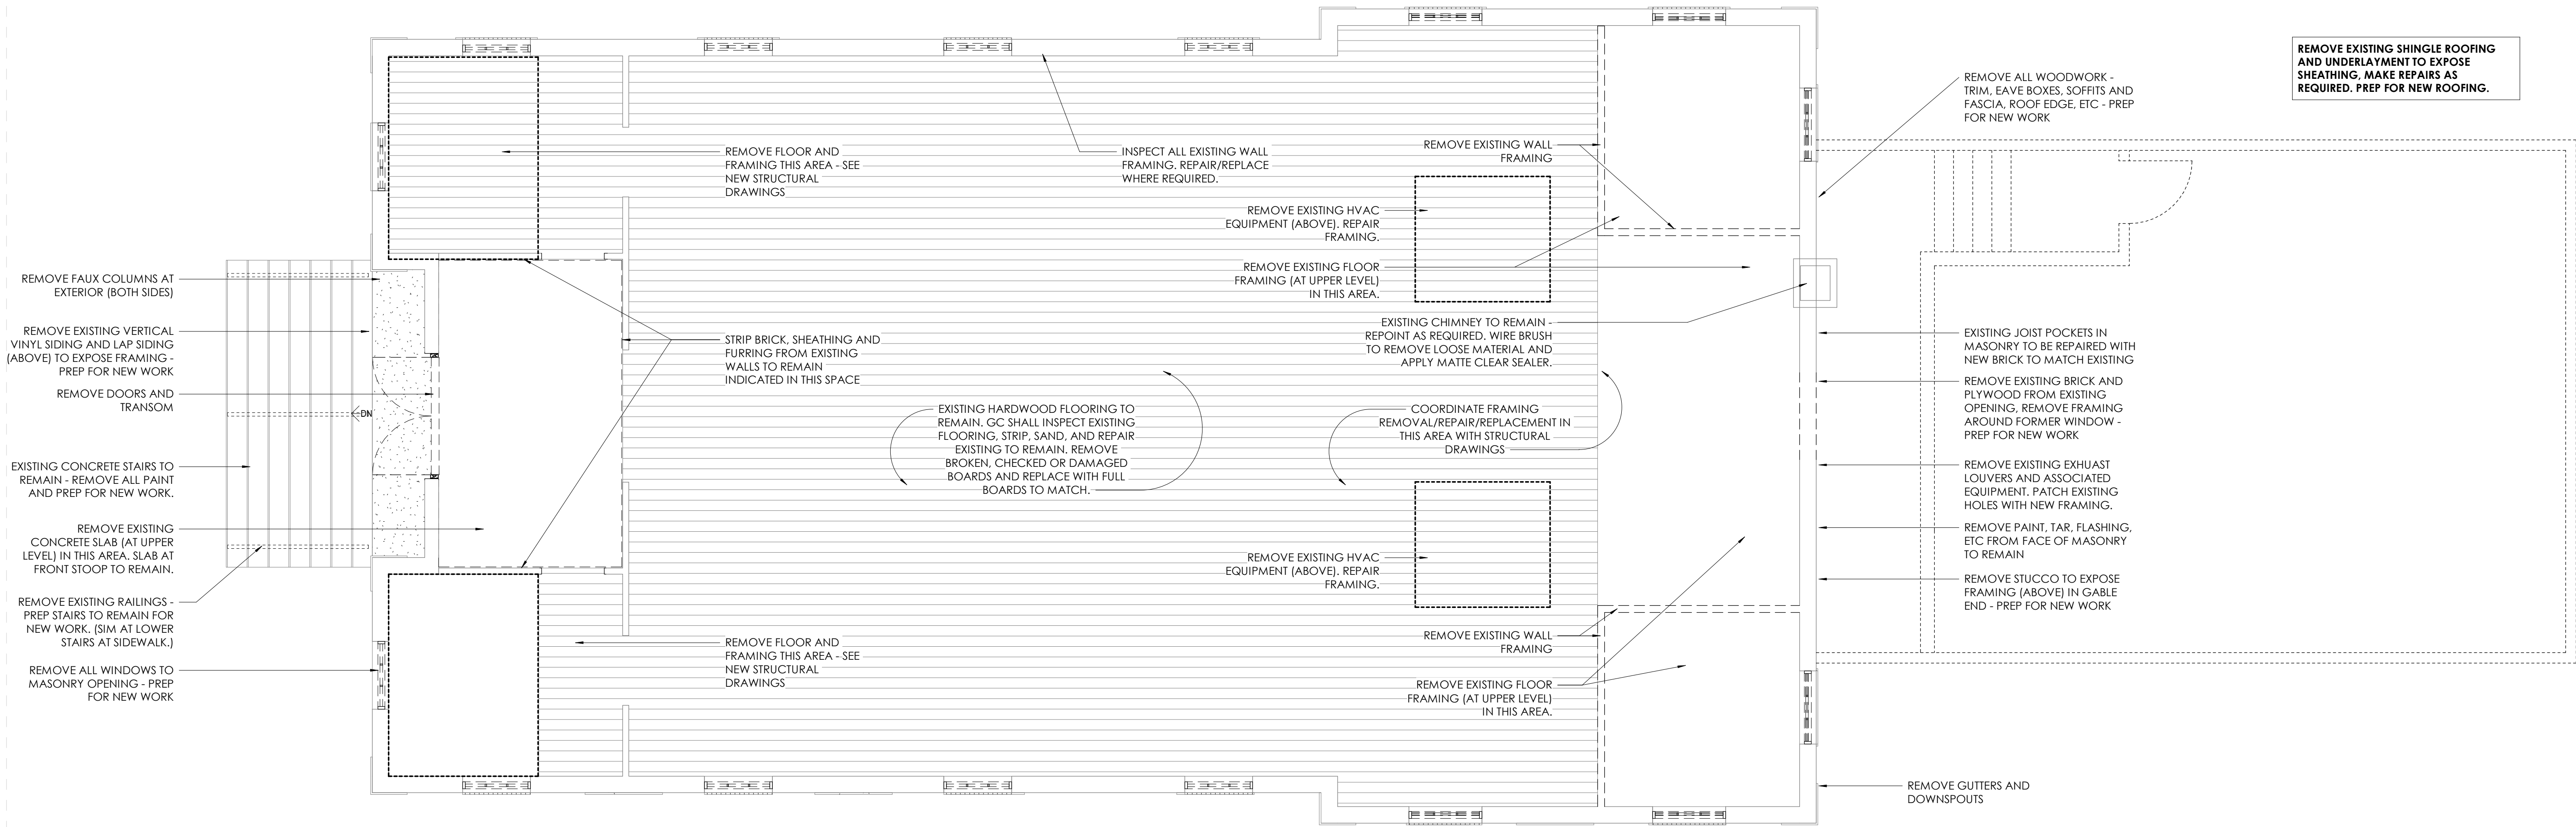 REMOVE EXISTING SHINGLE ROOFING
AND UNDERLAYMENT TO EXPOSE
SHEATHING, MAKE REPAIRS AS
REQUIRED. PREP FOR NEW ROOFING.
REMOVE ALL WOODWORK -
TRIM, EAVE BOXES, SOFFITS AND
FASCIA, ROOF EDGE, ETC - PREP
FOR NEW WORK
REMOVE FLOOR AND
FRAMING THIS AREA - SEE
NEW STRUCTURAL
DRAWINGS
INSPECT ALL EXISTING WALL
FRAMING. REPAIR/REPLACE
WHERE REQUIRED.
REMOVE EXISTING WALL
FRAMING
REMOVE EXISTING HVAC
EQUIPMENT (ABOVE). REPAIR
FRAMING.
REMOVE EXISTING FLOOR
FRAMING (AT UPPER LEVEL)
IN THIS AREA.
EXISTING CHIMNEY TO REMAIN -
REPOINT AS REQUIRED. WIRE BRUSH
TO REMOVE LOOSE MATERIAL AND
APPLY MATTE CLEAR SEALER.
REMOVE FAUX COLUMNS AT
EXTERIOR (BOTH SIDES)
REMOVE EXISTING VERTICAL
VINYL SIDING AND LAP SIDING
(ABOVE) TO EXPOSE FRAMING -
PREP FOR NEW WORK
REMOVE DOORS AND
TRANSOM
DN
EXISTING CONCRETE STAIRS TO
REMAIN - REMOVE ALL PAINT
AND PREP FOR NEW WORK.
REMOVE EXISTING
CONCRETE SLAB (AT UPPER
LEVEL) IN THIS AREA. SLAB AT
FRONT STOOP TO REMAIN.
REMOVE EXISTING RAILINGS -
PREP STAIRS TO REMAIN FOR
NEW WORK. (SIM AT LOWER
STAIRS AT SIDEWALK.)
REMOVE ALL WINDOWS TO
MASONRY OPENING - PREP
FOR NEW WORK
STRIP BRICK, SHEATHING AND
FURRING FROM EXISTING
WALLS TO REMAIN
INDICATED IN THIS SPACE
EXISTING HARDWOOD FLOORING TO
REMAIN. GC SHALL INSPECT EXISTING
FLOORING, STRIP, SAND, AND REPAIR
EXISTING TO REMAIN. REMOVE
BROKEN, CHECKED OR DAMAGED
BOARDS AND REPLACE WITH FULL
BOARDS TO MATCH.
COORDINATE FRAMING
REMOVAL/REPAIR/REPLACEMENT IN
THIS AREA WITH STRUCTURAL
DRAWINGS
REMOVE EXISTING HVAC
EQUIPMENT (ABOVE). REPAIR
FRAMING.
REMOVE FLOOR AND
FRAMING THIS AREA - SEE
NEW STRUCTURAL
DRAWINGS
REMOVE EXISTING WALL
FRAMING
REMOVE EXISTING FLOOR
FRAMING (AT UPPER LEVEL)
IN THIS AREA.
EXISTING JOIST POCKETS IN
MASONRY TO BE REPAIRED WITH
NEW BRICK TO MATCH EXISTING
REMOVE EXISTING BRICK AND
PLYWOOD FROM EXISTING
OPENING, REMOVE FRAMING
AROUND FORMER WINDOW -
PREP FOR NEW WORK
REMOVE EXISTING EXHUAST
LOUVERS AND ASSOCIATED
EQUIPMENT. PATCH EXISTING
HOLES WITH NEW FRAMING.
REMOVE PAINT, TAR, FLASHING,
ETC FROM FACE OF MASONRY
TO REMAIN
REMOVE STUCCO TO EXPOSE
FRAMING (ABOVE) IN GABLE
END - PREP FOR NEW WORK
REMOVE GUTTERS AND
DOWNSPOUTS